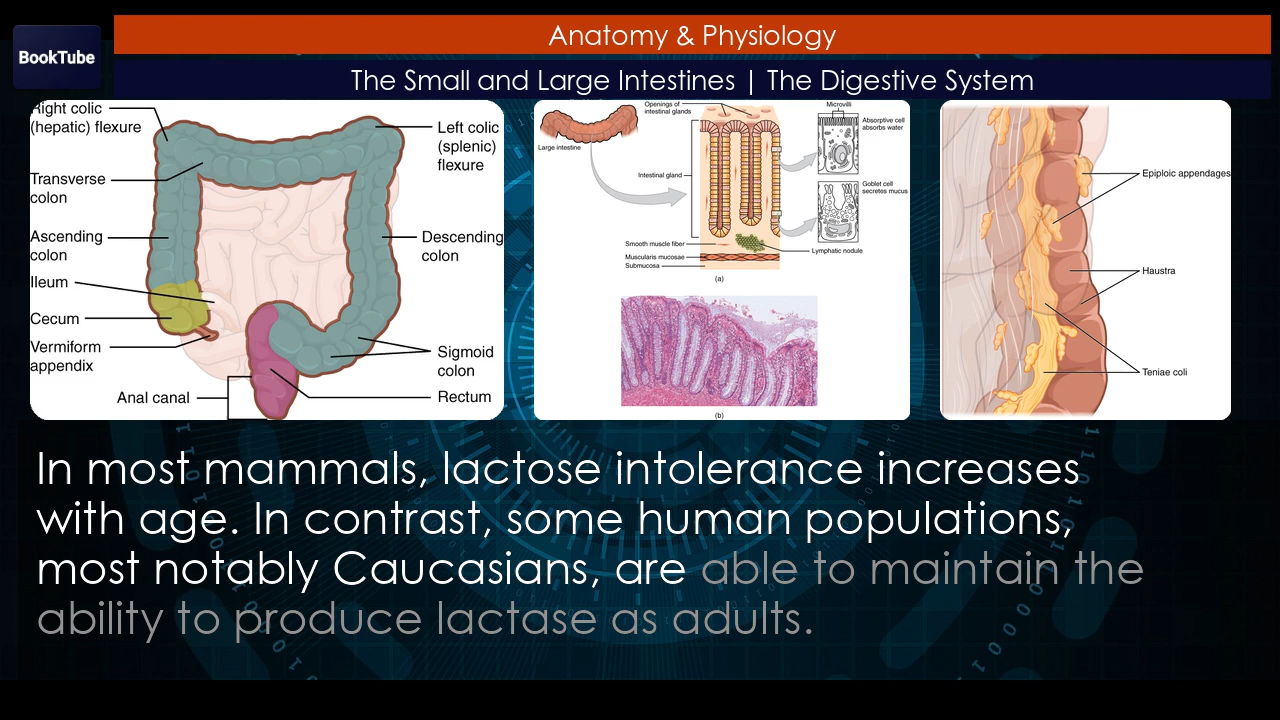 BookTube
Anatomy & Physiology
The Small and Large Intestines | The Digestive System
Right colic
(hepatic) flexure
Transverse
colon
Ascending
colon
Ileum
Cecum
Vermiform
appendix
Anal canal
Left colic
(splenic)
flexure
Descending
colon
Sigmoid
colon
Rectum
Large intestine
Openings of
intestinal glands
Intestinal gland
Smooth muscle fiber
Muscularis mucosae
Submucosa
Microvilli
Absorptive cell
absorbs water
Goblet cell
secretes mucus
Lymphatic nodule
(a)
(b)
Epiploic appendages
Haustra
Teniae coli
In most mammals, lactose intolerance increases
with age. In contrast, some human populations,
most notably Caucasians, are able to maintain the
ability to produce lactase as adults.